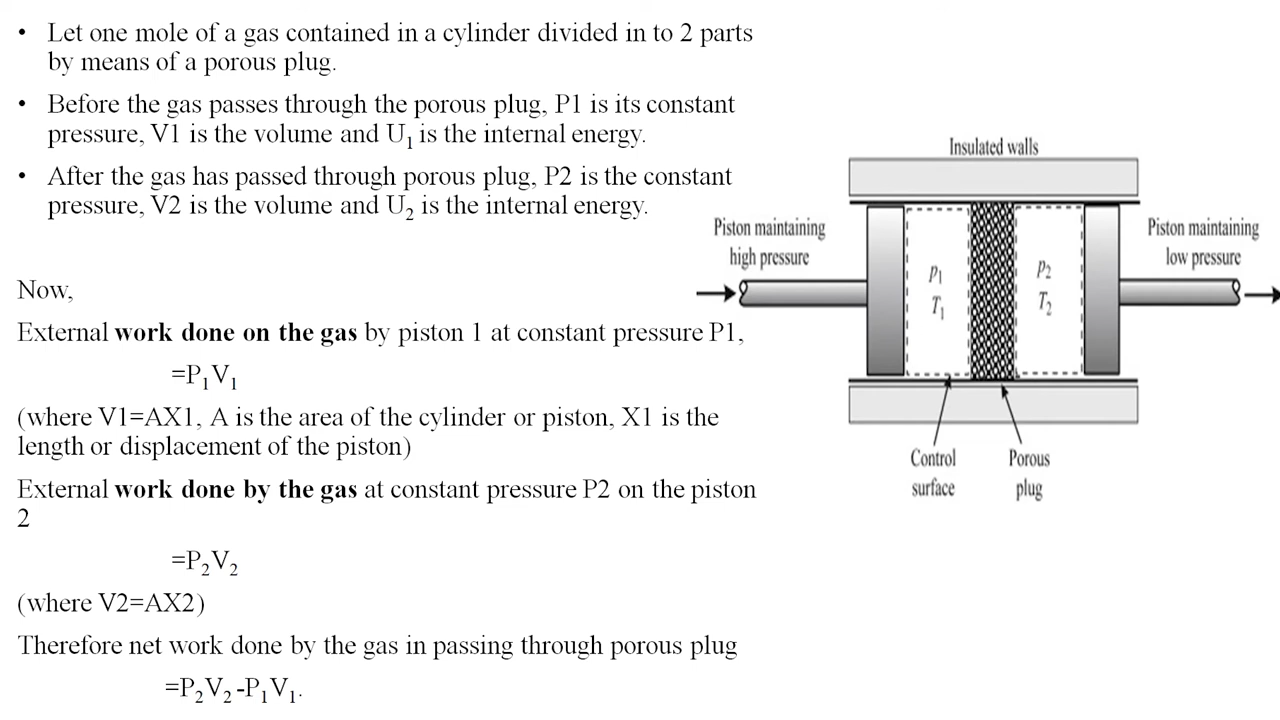 • Let one mole of a gas contained in a cylinder divided in to 2 parts
by means of a porous plug.
• Before the gas passes through the porous plug, P1 is its constant
pressure, V1 is the volume and U₁ is the internal energy.
• After the gas has passed through porous plug, P2 is the constant
pressure, V2 is the volume and U₂ is the internal energy.
Now,
External work done on the gas by piston 1 at constant pressure P1,
=P₁V₁
(where V1=AX1, A is the area of the cylinder or piston, X1 is the
length or displacement of the piston)
External work done by the gas at constant pressure P2 on the piston
2
=P₂V₂
(where V2=AX2)
Therefore net work done by the gas in passing through porous plug
=P₂V₂-P₁V₁.
Insulated walls
Piston maintaining
high pressure
p₁
T₁
p₂
T₂
Piston maintaining
low pressure
Control
surface
Porous
plug